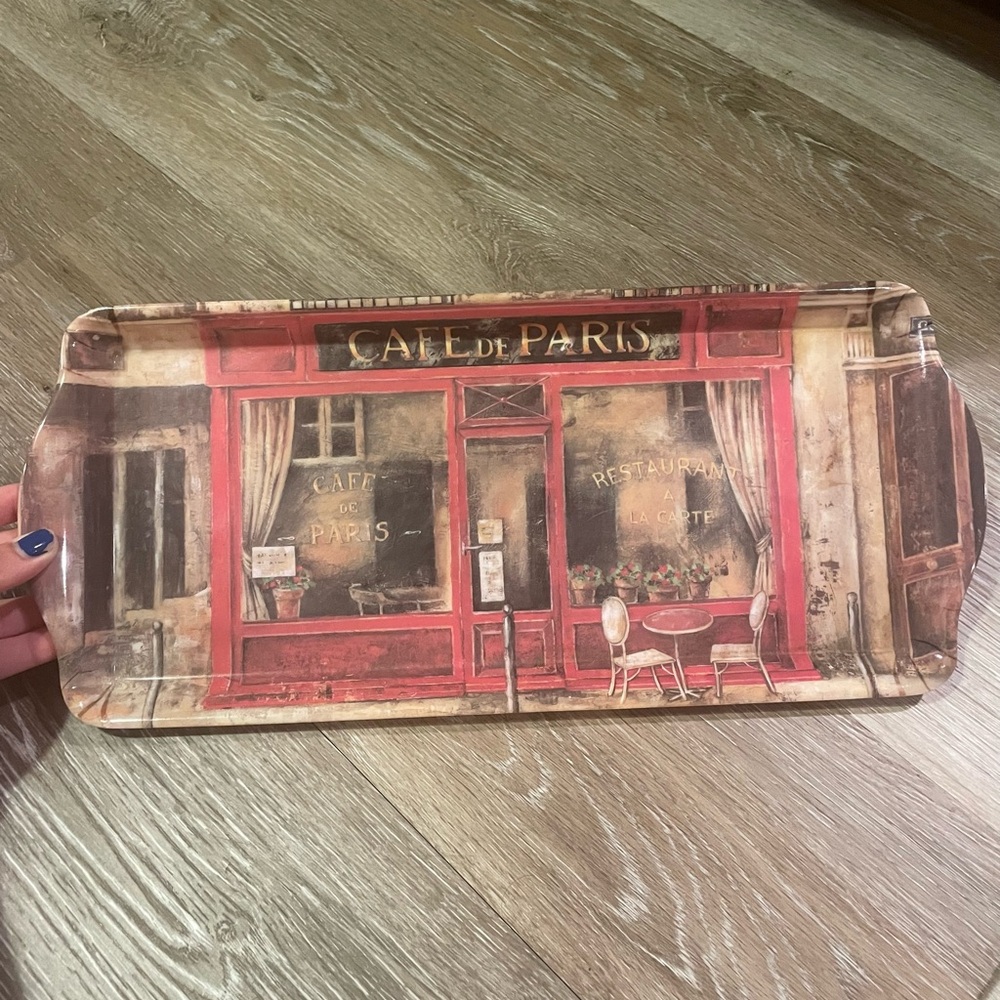 CAFE DE PARIS
CAFE
DE
PARIS
RESTAURANT
A
LA CARTE